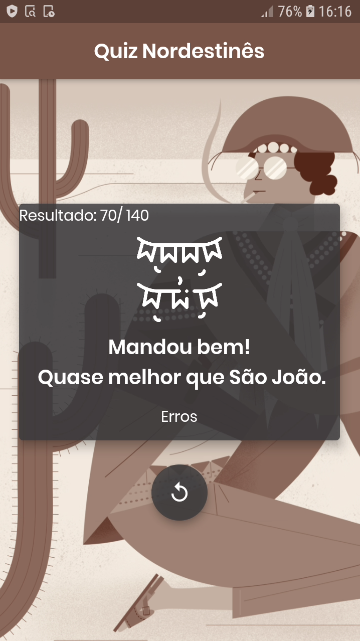 76% 16:16
Quiz Nordestinês
Resultado: 70/ 140
Mandou bem!
Quase melhor que São João.
Erros